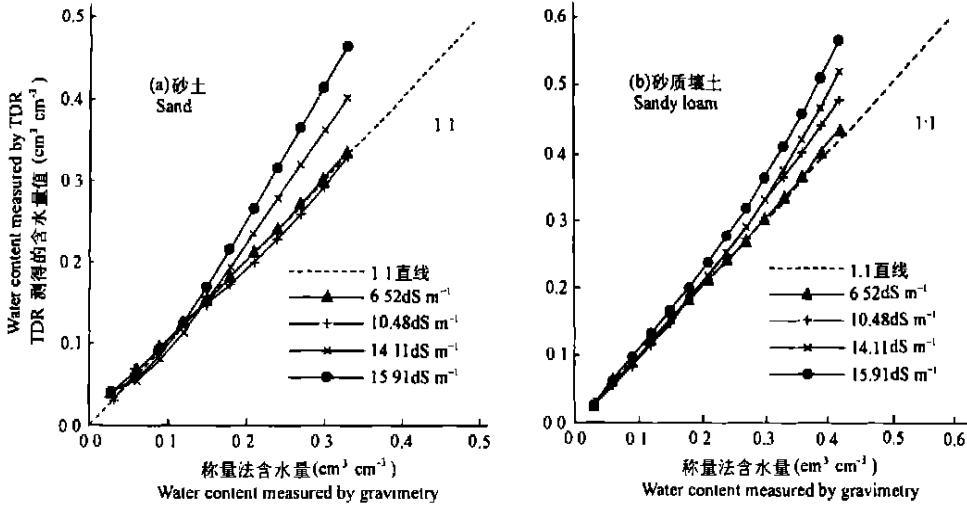 Water content measured by TDR
TDR 测得的含水量值 (cm³ cm⁻³)
0.5
0.4
0.3
0.2
0.1
0 0
(a)砂土
Sand
1 1
1 1直线
6 52dS m⁻¹
10.48dS m⁻¹
14 11dS m⁻¹
15 91dS m⁻¹
0 0
0 1
0 2
0.3
0.4
0.5
称量法含水量(cm³ cm⁻³)
Water content measured by gravimetry
0.6
0.5
0.4
0.3
0.2
0.1
0 0
(b)砂质壤土
Sandy loam
1·1
1.1直线
6 52dS m⁻¹
10.48dS m⁻¹
14.11dS m⁻¹
15.91dS m⁻¹
0 0
0 1
0 2
0.3
0 4
0.5
0.6
称量法含水量(cm³ cm⁻³)
Water content measured by gravimetry